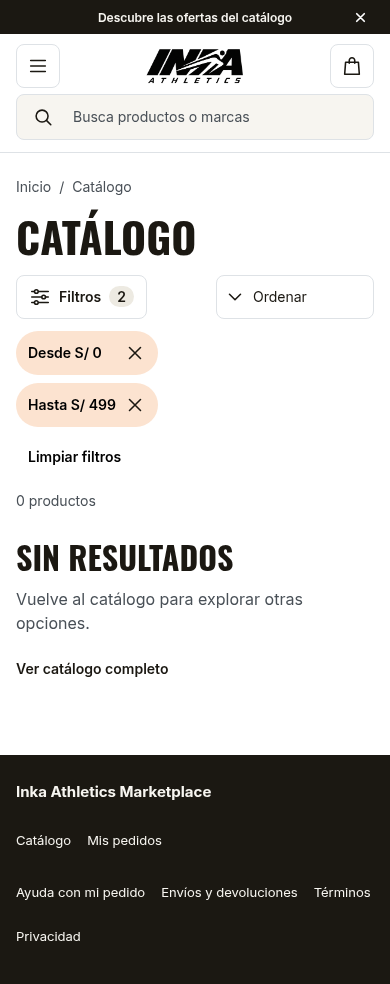 Descubre las ofertas del catálogo
INKA
ATHLETICS
Busca productos o marcas
Inicio / Catálogo
CATÁLOGO
Filtros 2
Ordenar
Desde S/ 0
Hasta S/ 499
Limpiar filtros
0 productos
SIN RESULTADOS
Vuelve al catálogo para explorar otras
opciones.
Ver catálogo completo
Inka Athletics Marketplace
Catálogo Mis pedidos
Ayuda con mi pedido Envíos y devoluciones Términos
Privacidad